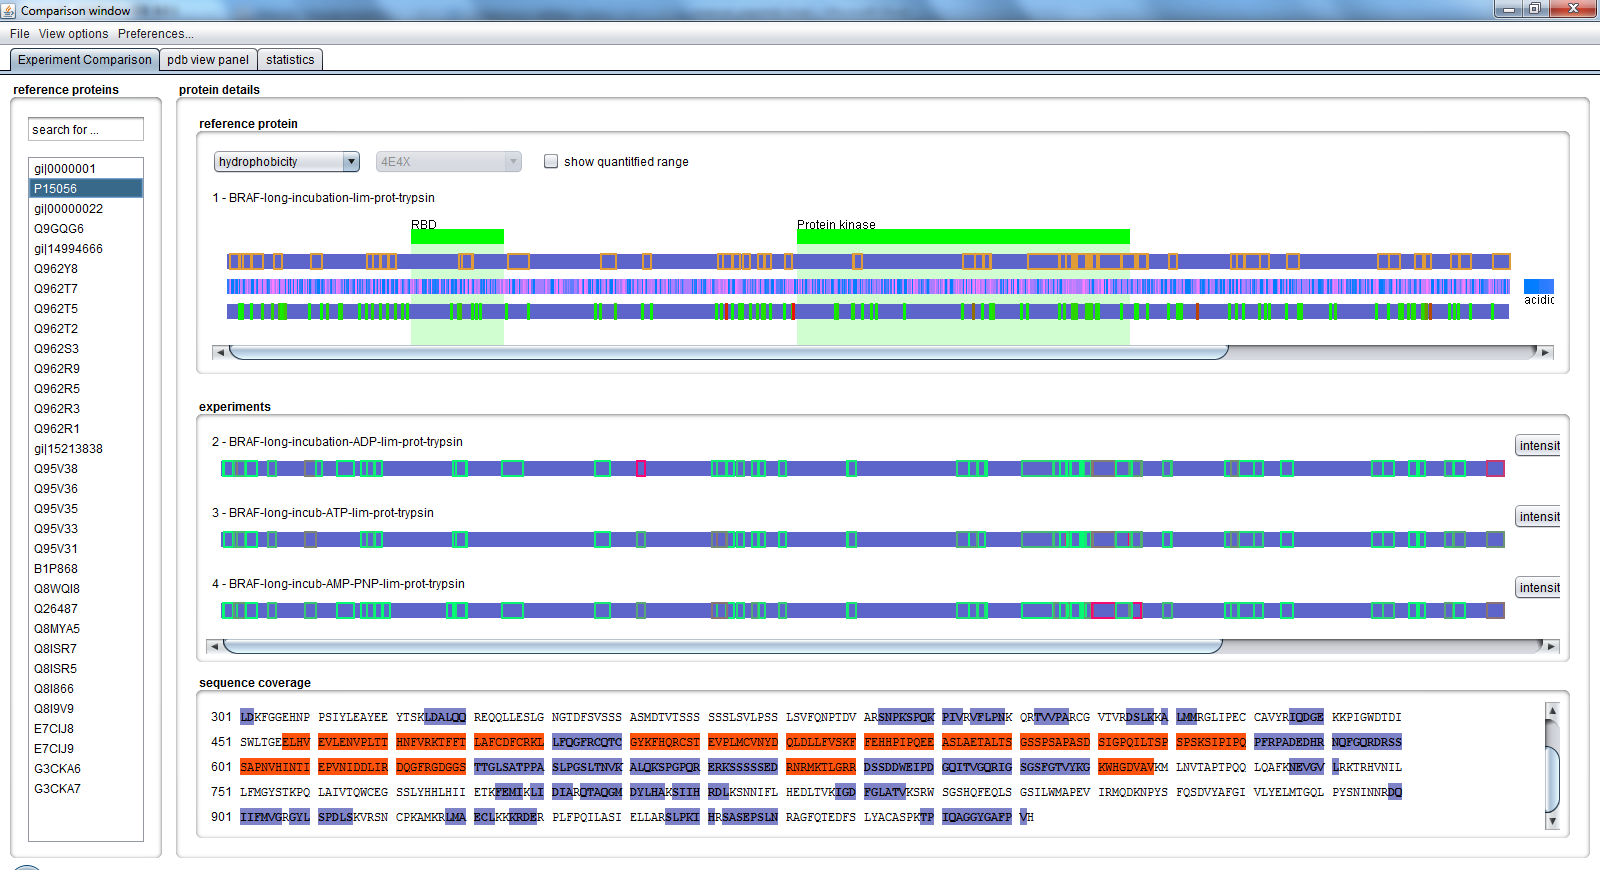 Comparison window
File View options Preferences...
Experiment Comparison pdb view panel statistics
reference proteins
search for ...
gi|0000001
P15056
gi|00000022
Q9GQG6
gi|14994666
Q962Y8
Q962T7
Q962T5
Q962T2
Q962S3
Q962R9
Q962R5
Q962R3
Q962R1
gi|15213838
Q95V38
Q95V36
Q95V35
Q95V33
Q95V31
B1P868
Q8WQI8
Q26487
Q8MYA5
Q8ISR7
Q8ISR5
Q8I866
Q8I9V9
E7CIJ8
E7CIJ9
G3CKA6
G3CKA7
protein details
reference protein
hydrophobicity 4E4X show quantitfied range
1 - BRAF-long-incubation-lim-prot-trypsin
RBD Protein kinase
acidic
experiments
2 - BRAF-long-incubation-ADP-lim-prot-trypsin
intensit
3 - BRAF-long-incub-ATP-lim-prot-trypsin
intensit
4 - BRAF-long-incub-AMP-PNP-lim-prot-trypsin
intensit
sequence coverage
301 LDKFGGEHNP PSIYLEAYEE YTSKLDALQQ REQQLLESLG NGTDFSVSSS ASMDTVTSSS SSSLSVLPSS LSVFQNPTDV ARSNPKSPQK PIVRVFLPNK QRTVVPARCG VTVRDSLKKA LMMRGLIPEC CAVYRIQDGE KKPIGWDTDI
451 SWLTGEELHV EVLENVPLTT HNFVRKTFFT LAFCDFCRKL LFQGFRCQTC GYKFHQRCST EVPLMCVNYD QLDLLFVSKF FEHHPIPQEE ASLAETALTS GSSPSAPASD SIGPQILTSP SPSKSIPIPQ PFRPADEDHR NQFGQRDRSS
601 SAPNVHINTI EPVNIDDLIR DQGFRGDGGS TTGLSATPPA SLPGSLTNVK ALQKSPGPQR ERKSSSSSED RNRMKTLGRR DSSDDWEIPD GQITVGQRIG SGSFGTVYKG KWHGDVAVKM LNVTAPTPQQ LQAFKNEVGV LRKTRHVNIL
751 LFMGYSTKPQ LAIVTQWCEG SSLYHHLHII ETKFEMIKLI DIARQTAQGM DYLHAKSIIH RDLKSNNIFL HEDLTVKIGD FGLATVKSRW SGSHQFEQLS GSILWMAPEV IRMQDKNPYS FQSDVYAFGI VLYELMTGQL PYSNINNRDQ
901 IIFMVGRGYL SPDLSKVRSN CPKAMKRLMA ECLKKKRDER PLFPQILASI ELLARSLPKI HRSASEPSLN RAGFQTEDFS LYACASPKTP IQAGGYGAFP VH